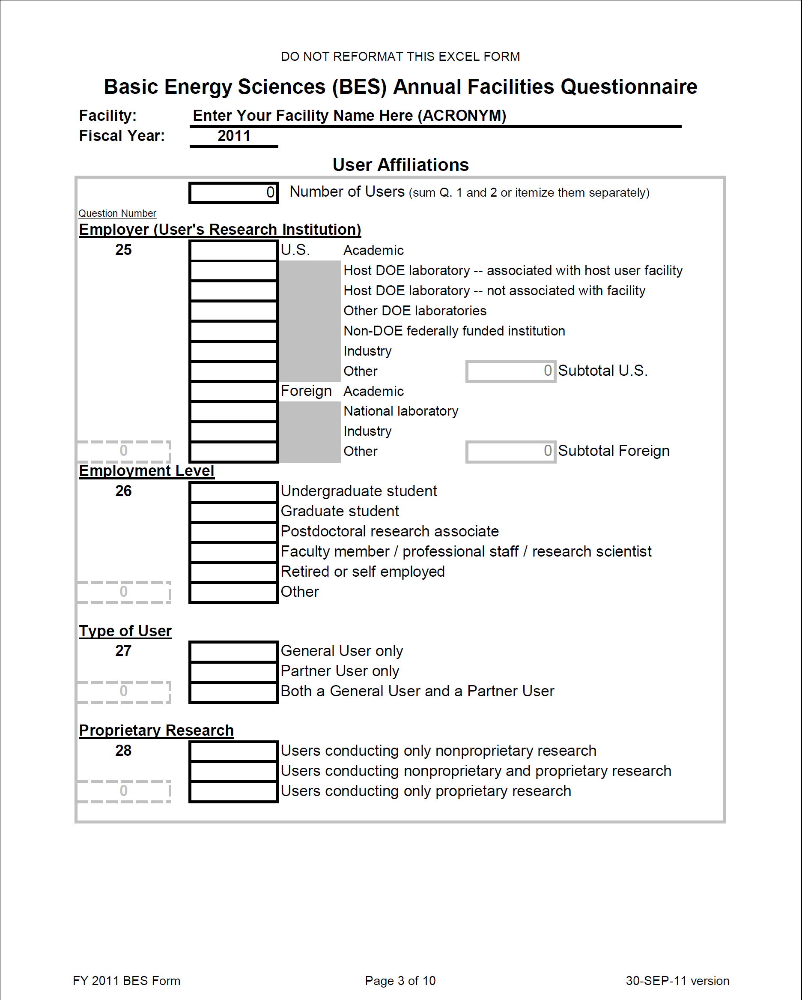 DO NOT REFORMAT THIS EXCEL FORM
Basic Energy Sciences (BES) Annual Facilities Questionnaire
Facility: Enter Your Facility Name Here (ACRONYM)
Fiscal Year: 2011
User Affiliations
0 Number of Users (sum Q. 1 and 2 or itemize them separately)
Question Number
Employer (User's Research Institution)
25 U.S. Academic
Host DOE laboratory -- associated with host user facility
Host DOE laboratory -- not associated with facility
Other DOE laboratories
Non-DOE federally funded institution
Industry
Other 0 Subtotal U.S.
Foreign Academic
National laboratory
Industry
0 Other 0 Subtotal Foreign
Employment Level
26 Undergraduate student
Graduate student
Postdoctoral research associate
Faculty member / professional staff / research scientist
Retired or self employed
0 Other
Type of User
27 General User only
Partner User only
0 Both a General User and a Partner User
Proprietary Research
28 Users conducting only nonproprietary research
Users conducting nonproprietary and proprietary research
0 Users conducting only proprietary research
FY 2011 BES Form Page 3 of 10 30-SEP-11 version